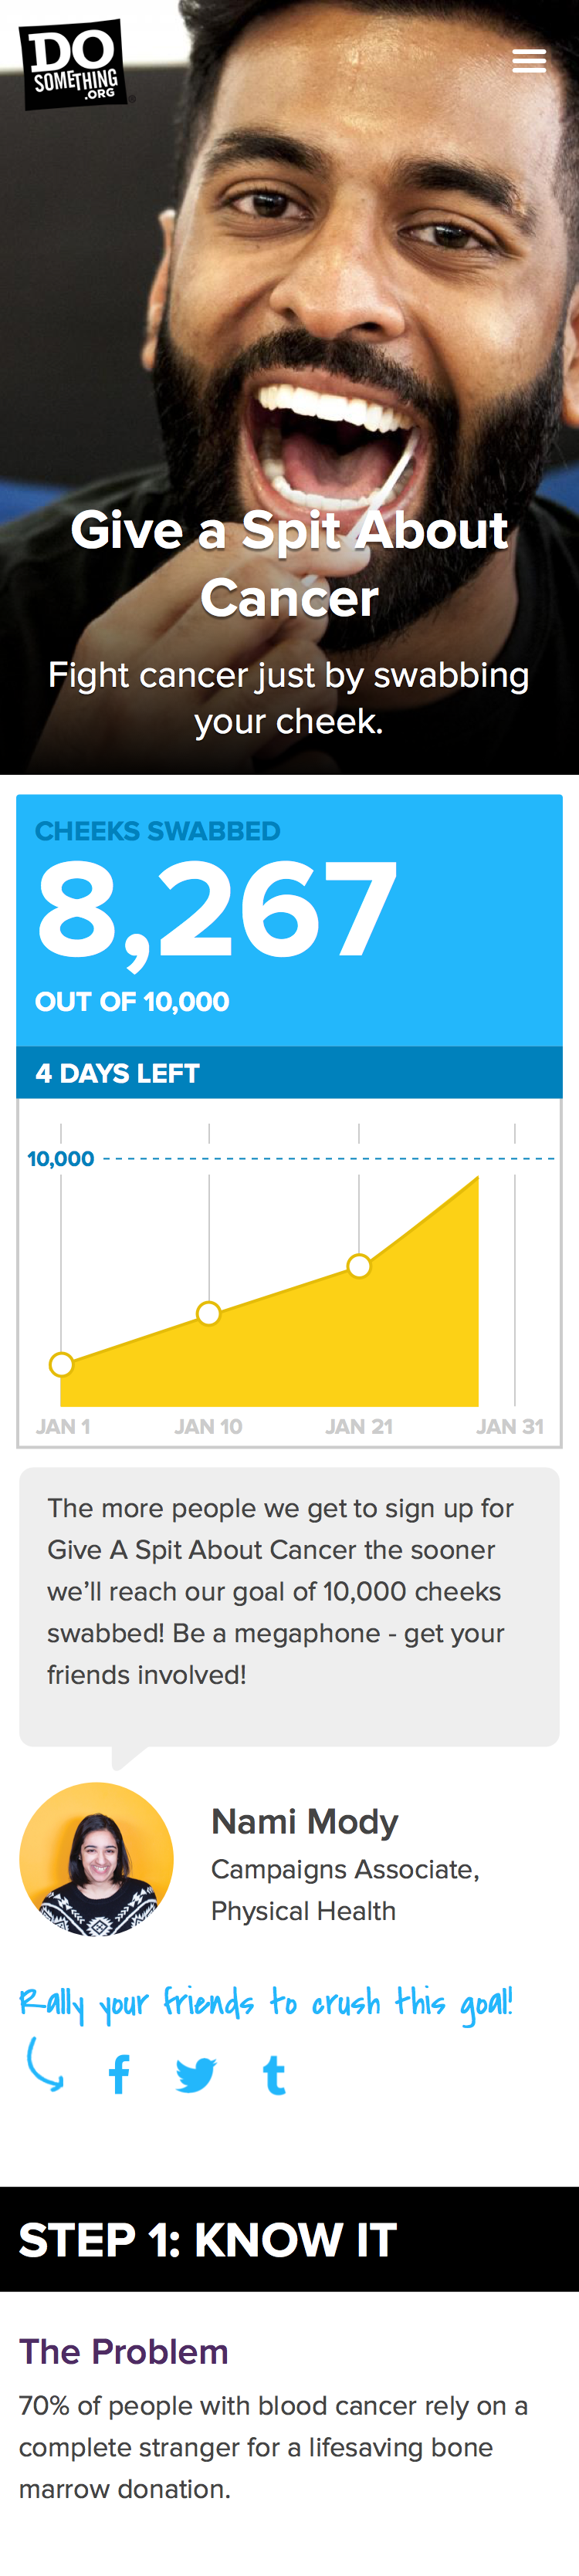 DO
SOMETHING
.ORG
®
Give a Spit About
Cancer
Fight cancer just by swabbing
your cheek.
CHEEKS SWABBED
8,267
OUT OF 10,000
4 DAYS LEFT
10,000
JAN 1 JAN 10 JAN 21 JAN 31
The more people we get to sign up for
Give A Spit About Cancer the sooner
we’ll reach our goal of 10,000 cheeks
swabbed! Be a megaphone - get your
friends involved!
Nami Mody
Campaigns Associate,
Physical Health
Rally your friends to crush this goal!
STEP 1: KNOW IT
The Problem
70% of people with blood cancer rely on a
complete stranger for a lifesaving bone
marrow donation.